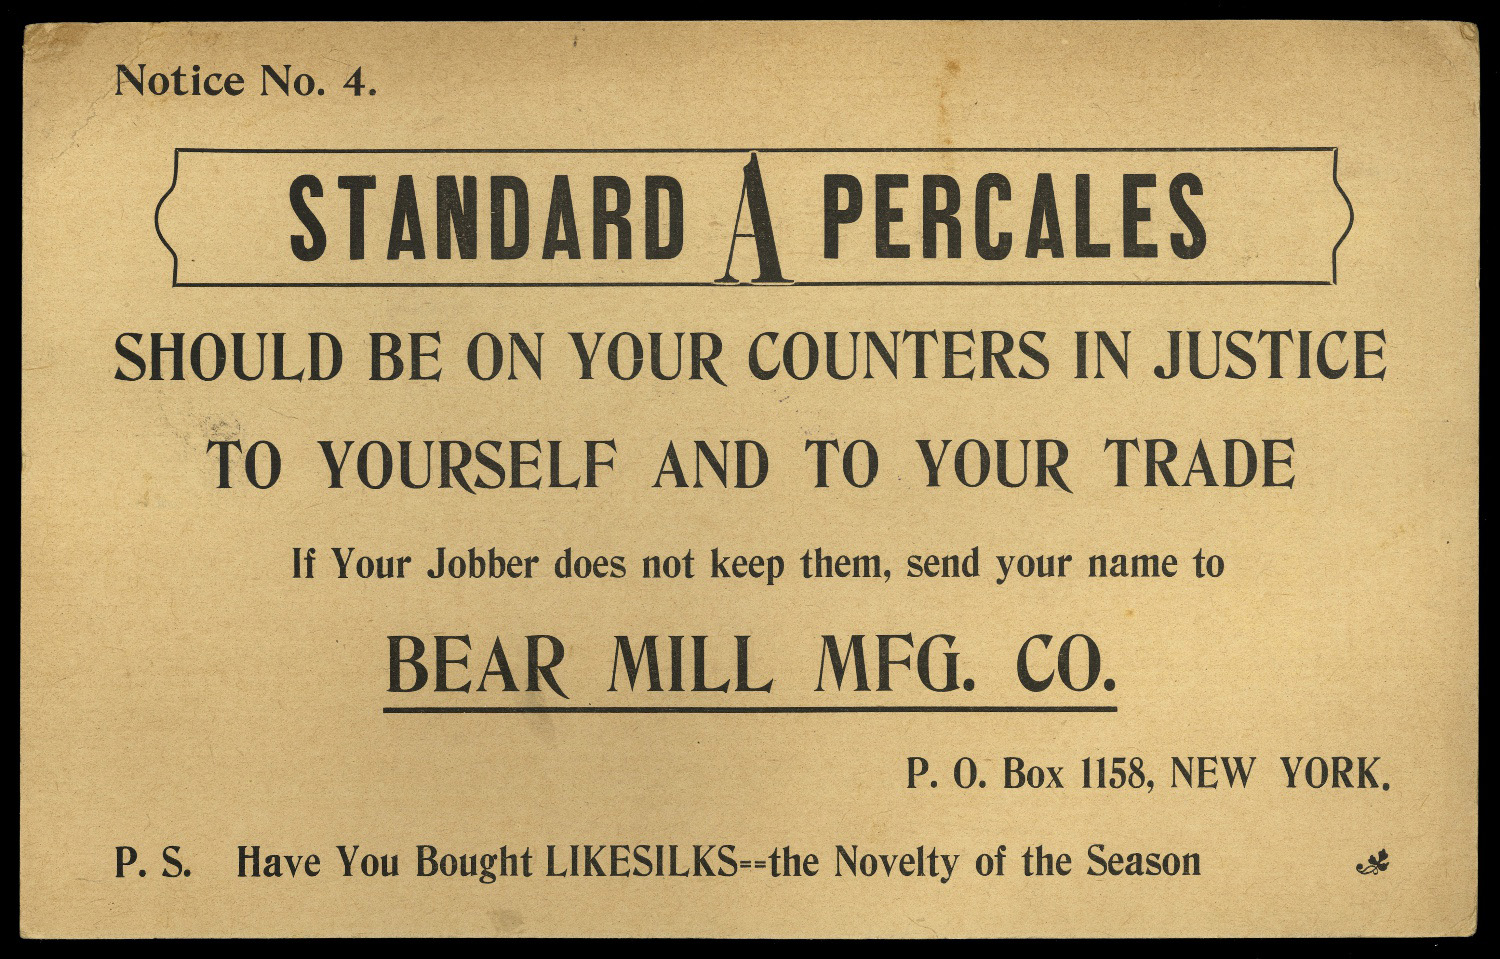 Notice No. 4.
STANDARD A PERCALES
SHOULD BE ON YOUR COUNTERS IN JUSTICE
TO YOURSELF AND TO YOUR TRADE
If Your Jobber does not keep them, send your name to
BEAR MILL MFG. CO.
P. O. Box 1158, NEW YORK.
P. S. Have You Bought LIKESILKS==the Novelty of the Season